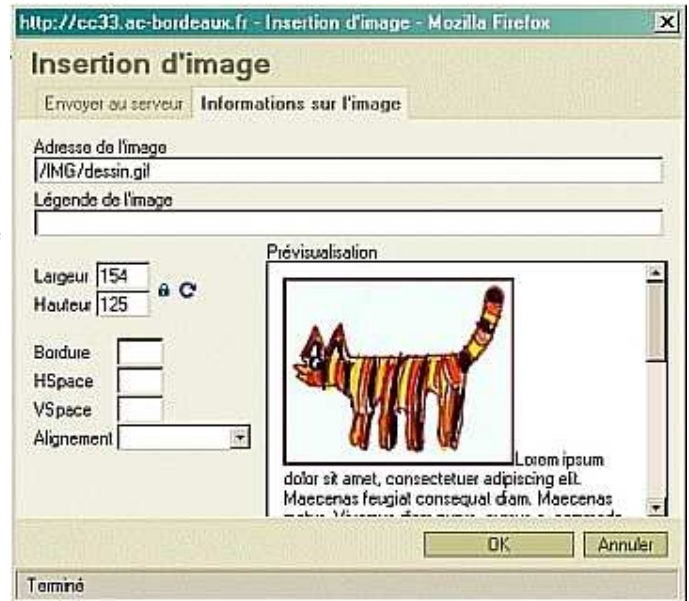 http://cc33.ac-bordeaux.fr - Insertion d'image - Mozilla Firefox
Insertion d'image
Envoyer au serveur Informations sur l'image
Adresse de l'image
/IMG/dessin.gif
Légende de l'image
Prévisualisation
Largeur 154
Hauteur 125
Bordure
HSpace
VSpace
Alignement
Lorem ipsum
dolor sit amet, consectetuer adipiscing elit.
Maecenas feugiat consequat diam. Maecenas
OK Annuler
Terminé